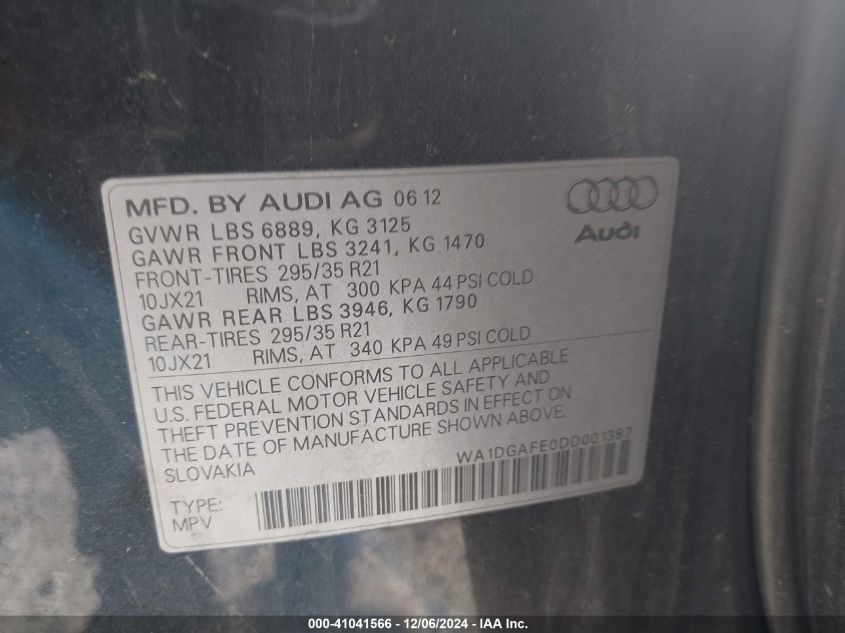 MFD. BY AUDI AG 06 12
GVWR LBS 6889, KG 3125
GAWR FRONT LBS 3241, KG 1470
FRONT-TIRES 295/35 R21
10JX21 RIMS, AT 300 KPA 44 PSI COLD
GAWR REAR LBS 3946, KG 1790
REAR-TIRES 295/35 R21
10JX21 RIMS, AT 340 KPA 49 PSI COLD
Audi
THIS VEHICLE CONFORMS TO ALL APPLICABLE
U.S. FEDERAL MOTOR VEHICLE SAFETY AND
THEFT PREVENTION STANDARDS IN EFFECT ON
THE DATE OF MANUFACTURE SHOWN ABOVE.
SLOVAKIA
WA1DGAFE0DD001387
TYPE:
MPV
000-41041566 - 12/06/2024 - IAA Inc.